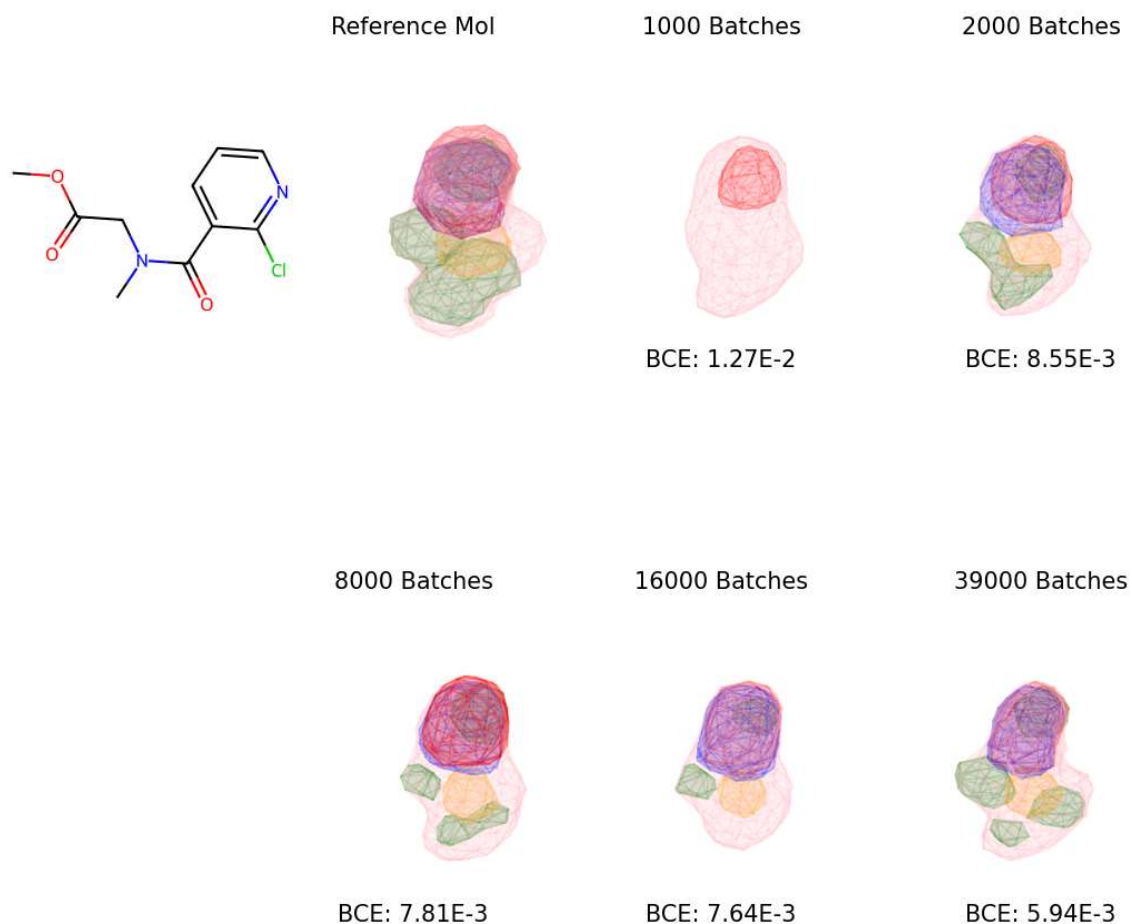 Reference Mol
1000 Batches
2000 Batches
O
O
N
N
Cl
O
BCE: 1.27E-2
BCE: 8.55E-3
8000 Batches
16000 Batches
39000 Batches
BCE: 7.81E-3
BCE: 7.64E-3
BCE: 5.94E-3